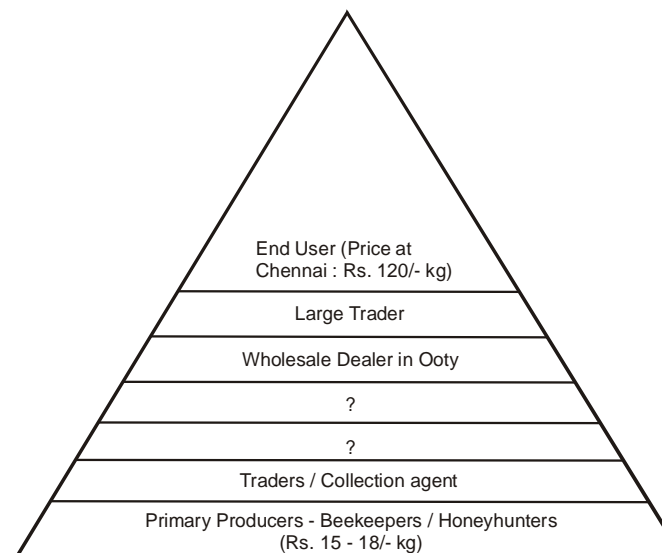 End User (Price at
Chennai : Rs. 120/- kg)
Large Trader
Wholesale Dealer in Ooty
?
?
Traders / Collection agent
Primary Producers - Beekeepers / Honeyhunters
(Rs. 15 - 18/- kg)